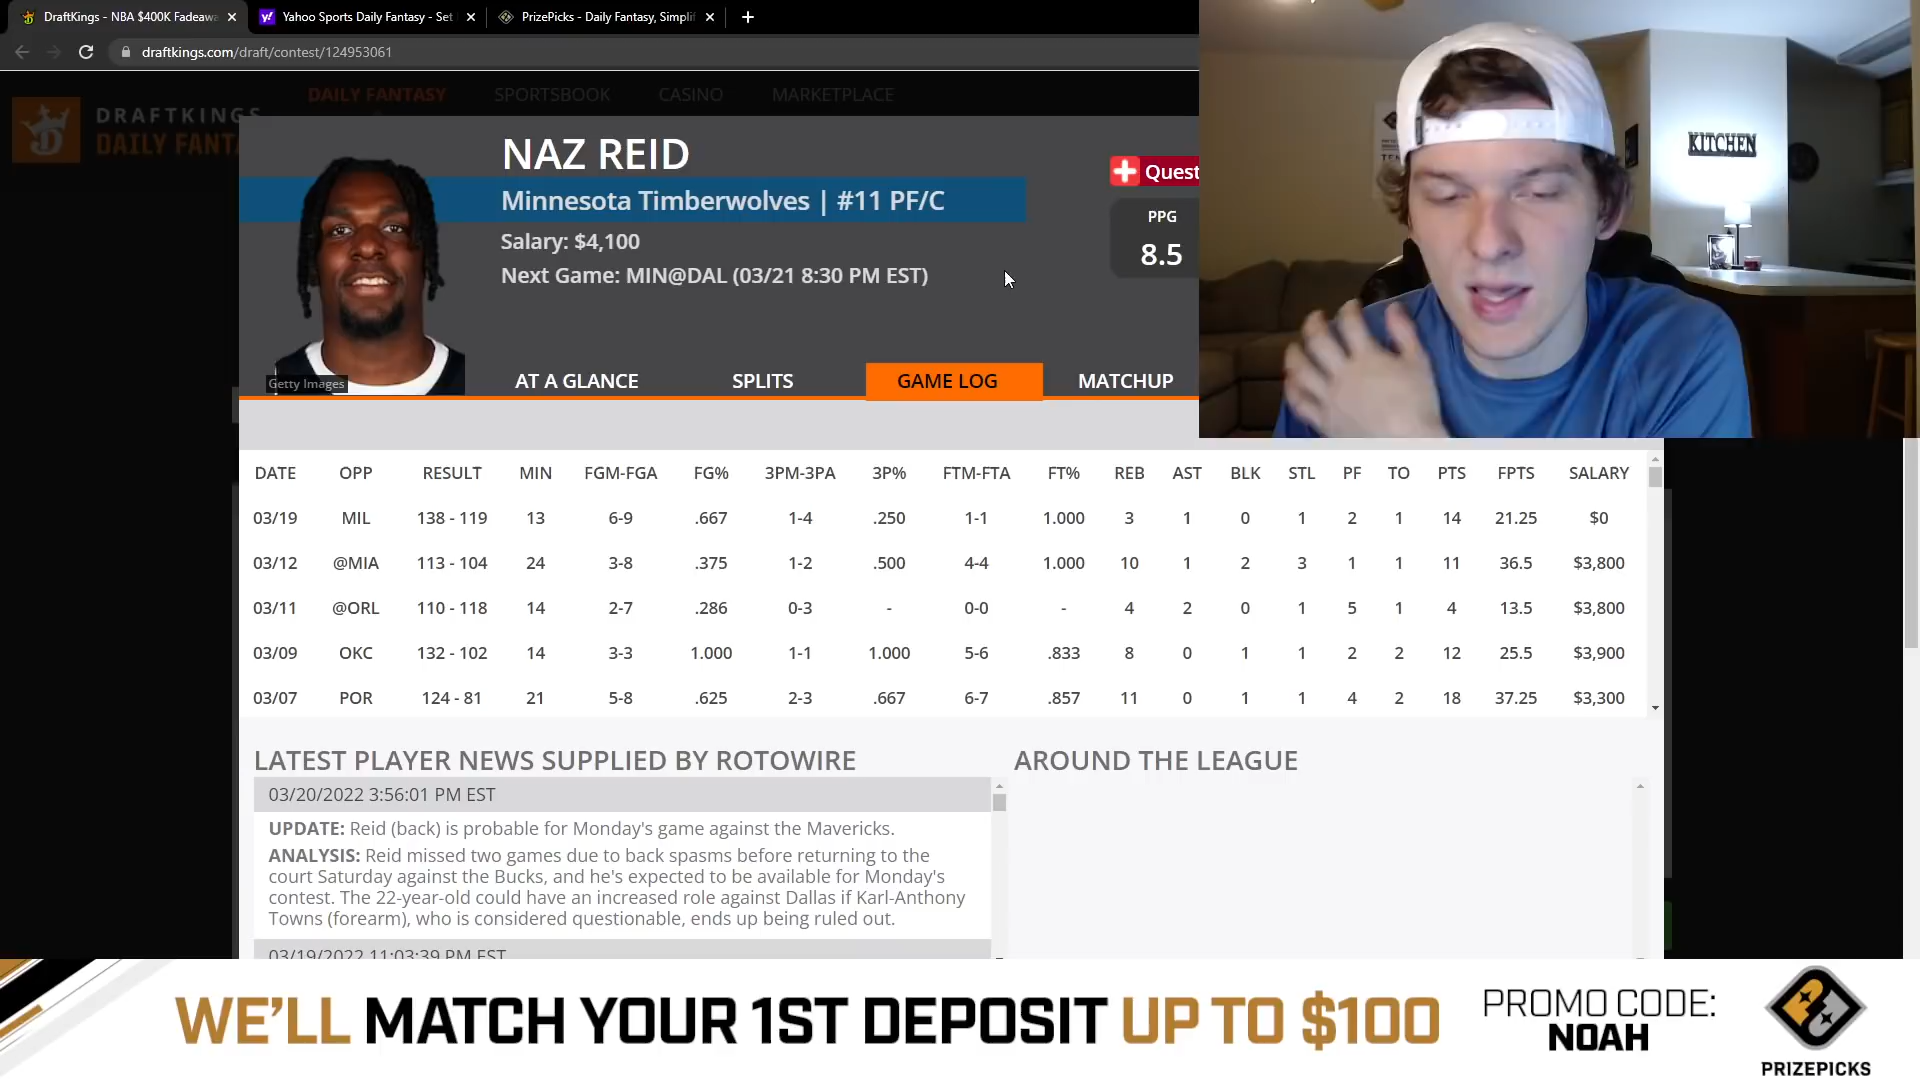 DraftKings - NBA $400K Fadeawa
Yahoo Sports Daily Fantasy - Set
PrizePicks - Daily Fantasy, Simplif
draftkings.com/draft/contest/124953061
DRAFTKINGS
DAILY FANTA
DAILY FANTASY SPORTSBOOK CASINO MARKETPLACE
NAZ REID
Minnesota Timberwolves | #11 PF/C
Salary: $4,100
Next Game: MIN@DAL (03/21 8:30 PM EST)
Quest
PPG
8.5
Getty Images
AT A GLANCE SPLITS GAME LOG MATCHUP
KITCHEN
DATE OPP RESULT MIN FGM-FGA FG% 3PM-3PA 3P% FTM-FTA FT% REB AST BLK STL PF TO PTS FPTS SALARY
03/19 MIL 138 - 119 13 6-9 .667 1-4 .250 1-1 1.000 3 1 0 1 2 1 14 21.25 $0
03/12 @MIA 113 - 104 24 3-8 .375 1-2 .500 4-4 1.000 10 1 2 3 1 1 11 36.5 $3,800
03/11 @ORL 110 - 118 14 2-7 .286 0-3 - 0-0 - 4 2 0 1 5 1 4 13.5 $3,800
03/09 OKC 132 - 102 14 3-3 1.000 1-1 1.000 5-6 .833 8 0 1 1 2 2 12 25.5 $3,900
03/07 POR 124 - 81 21 5-8 .625 2-3 .667 6-7 .857 11 0 1 1 4 2 18 37.25 $3,300
LATEST PLAYER NEWS SUPPLIED BY ROTOWIRE
03/20/2022 3:56:01 PM EST
UPDATE: Reid (back) is probable for Monday's game against the Mavericks.
ANALYSIS: Reid missed two games due to back spasms before returning to the
court Saturday against the Bucks, and he's expected to be available for Monday's
contest. The 22-year-old could have an increased role against Dallas if Karl-Anthony
Towns (forearm), who is considered questionable, ends up being ruled out.
03/19/2022 11:03:39 PM EST
AROUND THE LEAGUE
WE'LL MATCH YOUR 1ST DEPOSIT UP TO $100
PROMO CODE:
NOAH
PRIZEPICKS